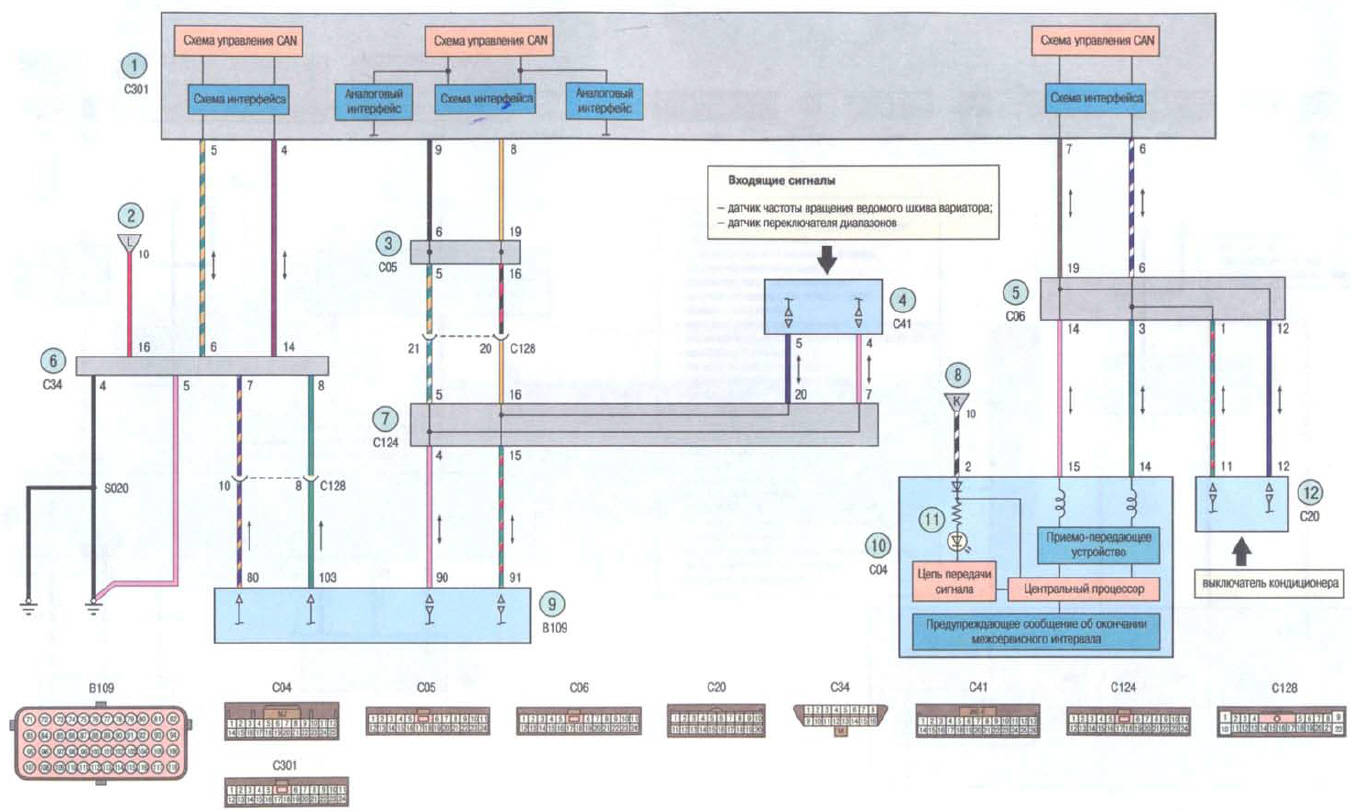 Схема управления CAN
Схема управления CAN
Схема управления CAN
1
C301
Схема интерфейса
Аналоговый
интерфейс
Схема интерфейса
Аналоговый
интерфейс
Схема интерфейса
5 4 9 8 7 6
Входящие сигналы
– датчик частоты вращения ведомого шкива вариатора;
– датчик переключателя диапазонов
2
L
10
6 19
3
C05
5 16
19 6
5
C06
14 3 1 12
4
C41
5 4
21 20 C128
16 6 14
6
C34
4 5 7 8
8
K
10
5 16 20 7
7
C124
4 15
2 15 14 11 12
10 8 C128
S020
12
C20
11
10
C04
Приемо-передающее
устройство
Цепь передачи
сигнала
Центральный процессор
выключатель кондиционера
80 103 90 91
9
B109
Предупреждающее сообщение об окончании
межсервисного интервала
B109 C04 C05 C06 C20 C34 C41 C124 C128
C301